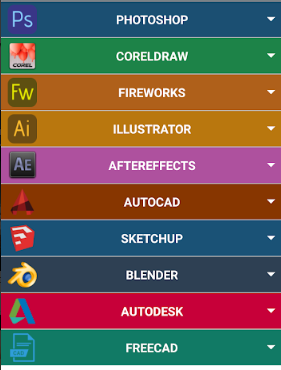 Ps PHOTOSHOP
COREL CORELDRAW
Fw FIREWORKS
Ai ILLUSTRATOR
AE AFTEREFFECTS
AUTOCAD
SKETCHUP
BLENDER
AUTODESK
FREECAD